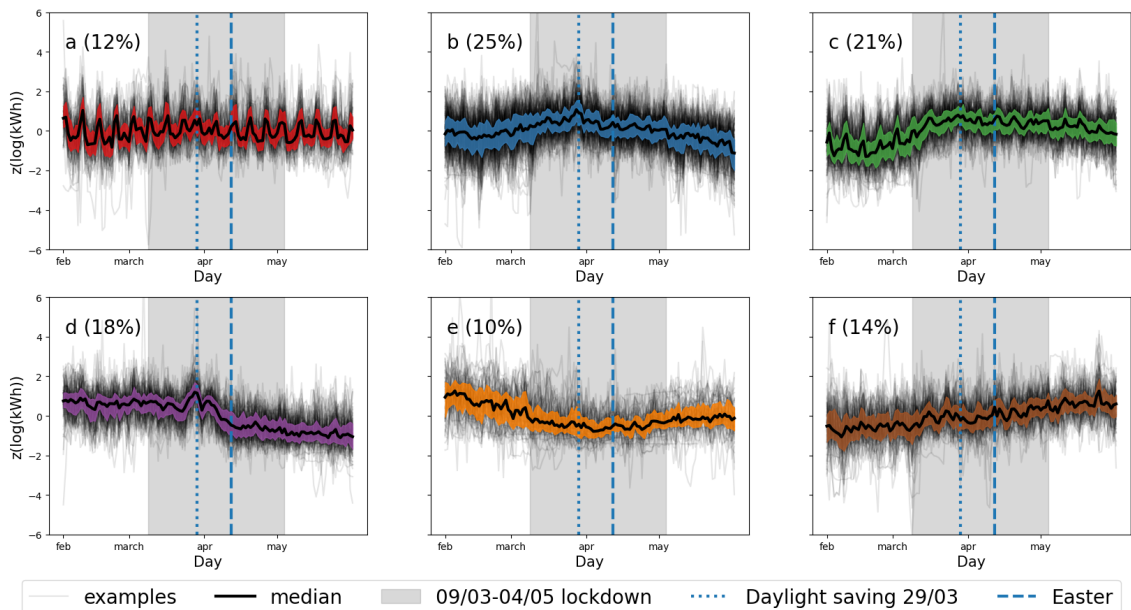 a (12%)
b (25%)
c (21%)
z(log(kWh))
6
4
2
0
−2
−4
−6
feb
march
apr
may
Day
feb
march
apr
may
Day
feb
march
apr
may
Day
d (18%)
e (10%)
f (14%)
z(log(kWh))
6
4
2
0
−2
−4
−6
feb
march
apr
may
Day
feb
march
apr
may
Day
feb
march
apr
may
Day
examples
median
09/03-04/05 lockdown
Daylight saving 29/03
Easter